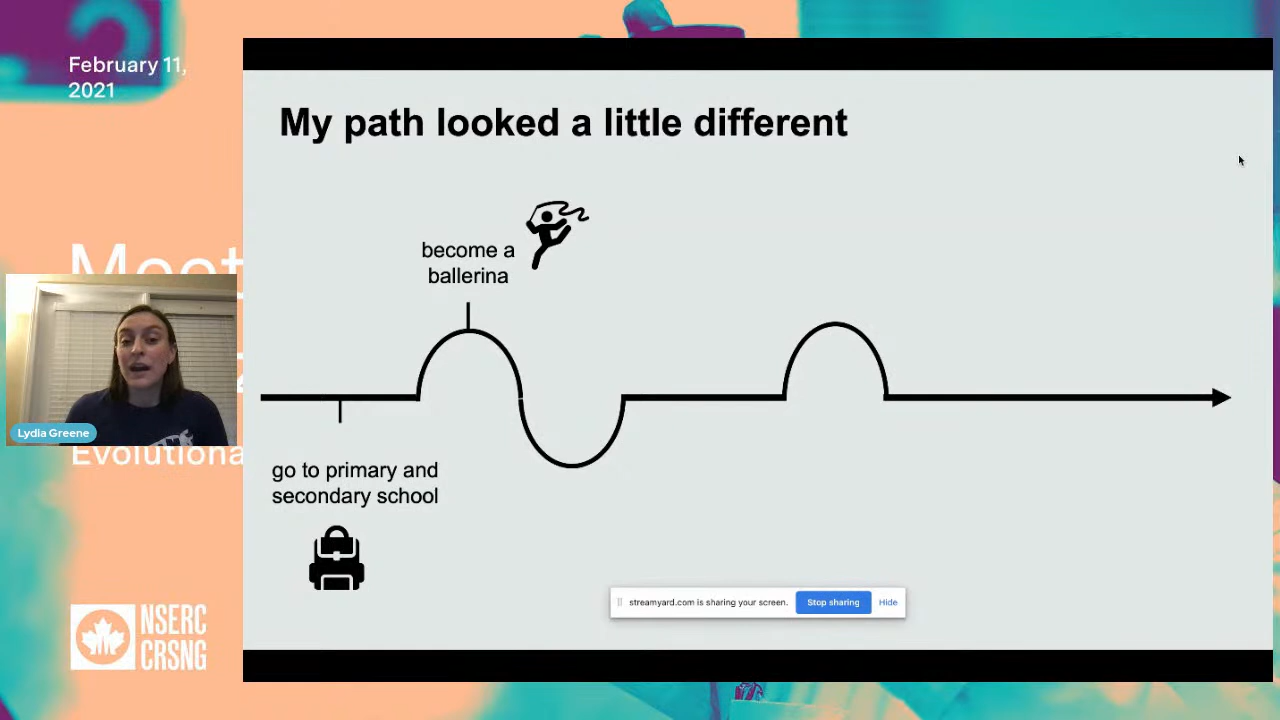 February 11,
2021
My path looked a little different
become a
ballerina
Lydia Greene
go to primary and
secondary school
streamyard.com is sharing your screen.
Stop sharing
Hide
NSERC
CRSNG